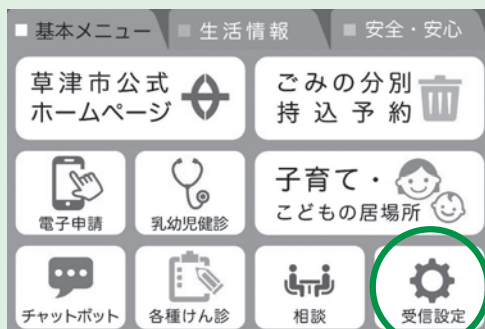 基本メニュー
生活情報
安全・安心
草津市公式
ホームページ
ごみの分別
持込予約
電子申請
乳幼児健診
子育て・
こどもの居場所
チャットボット
各種けん診
相談
受信設定